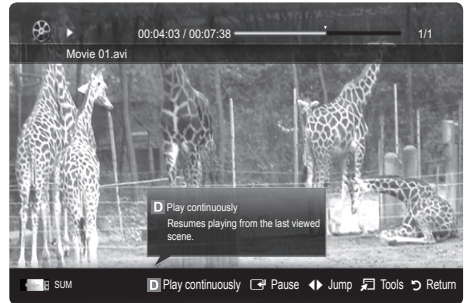 00:04:03 / 00:07:38
1/1
Movie 01.avi
D Play continuously
Resumes playing from the last viewed
scene.
SUM
D Play continuously Pause Jump Tools Return